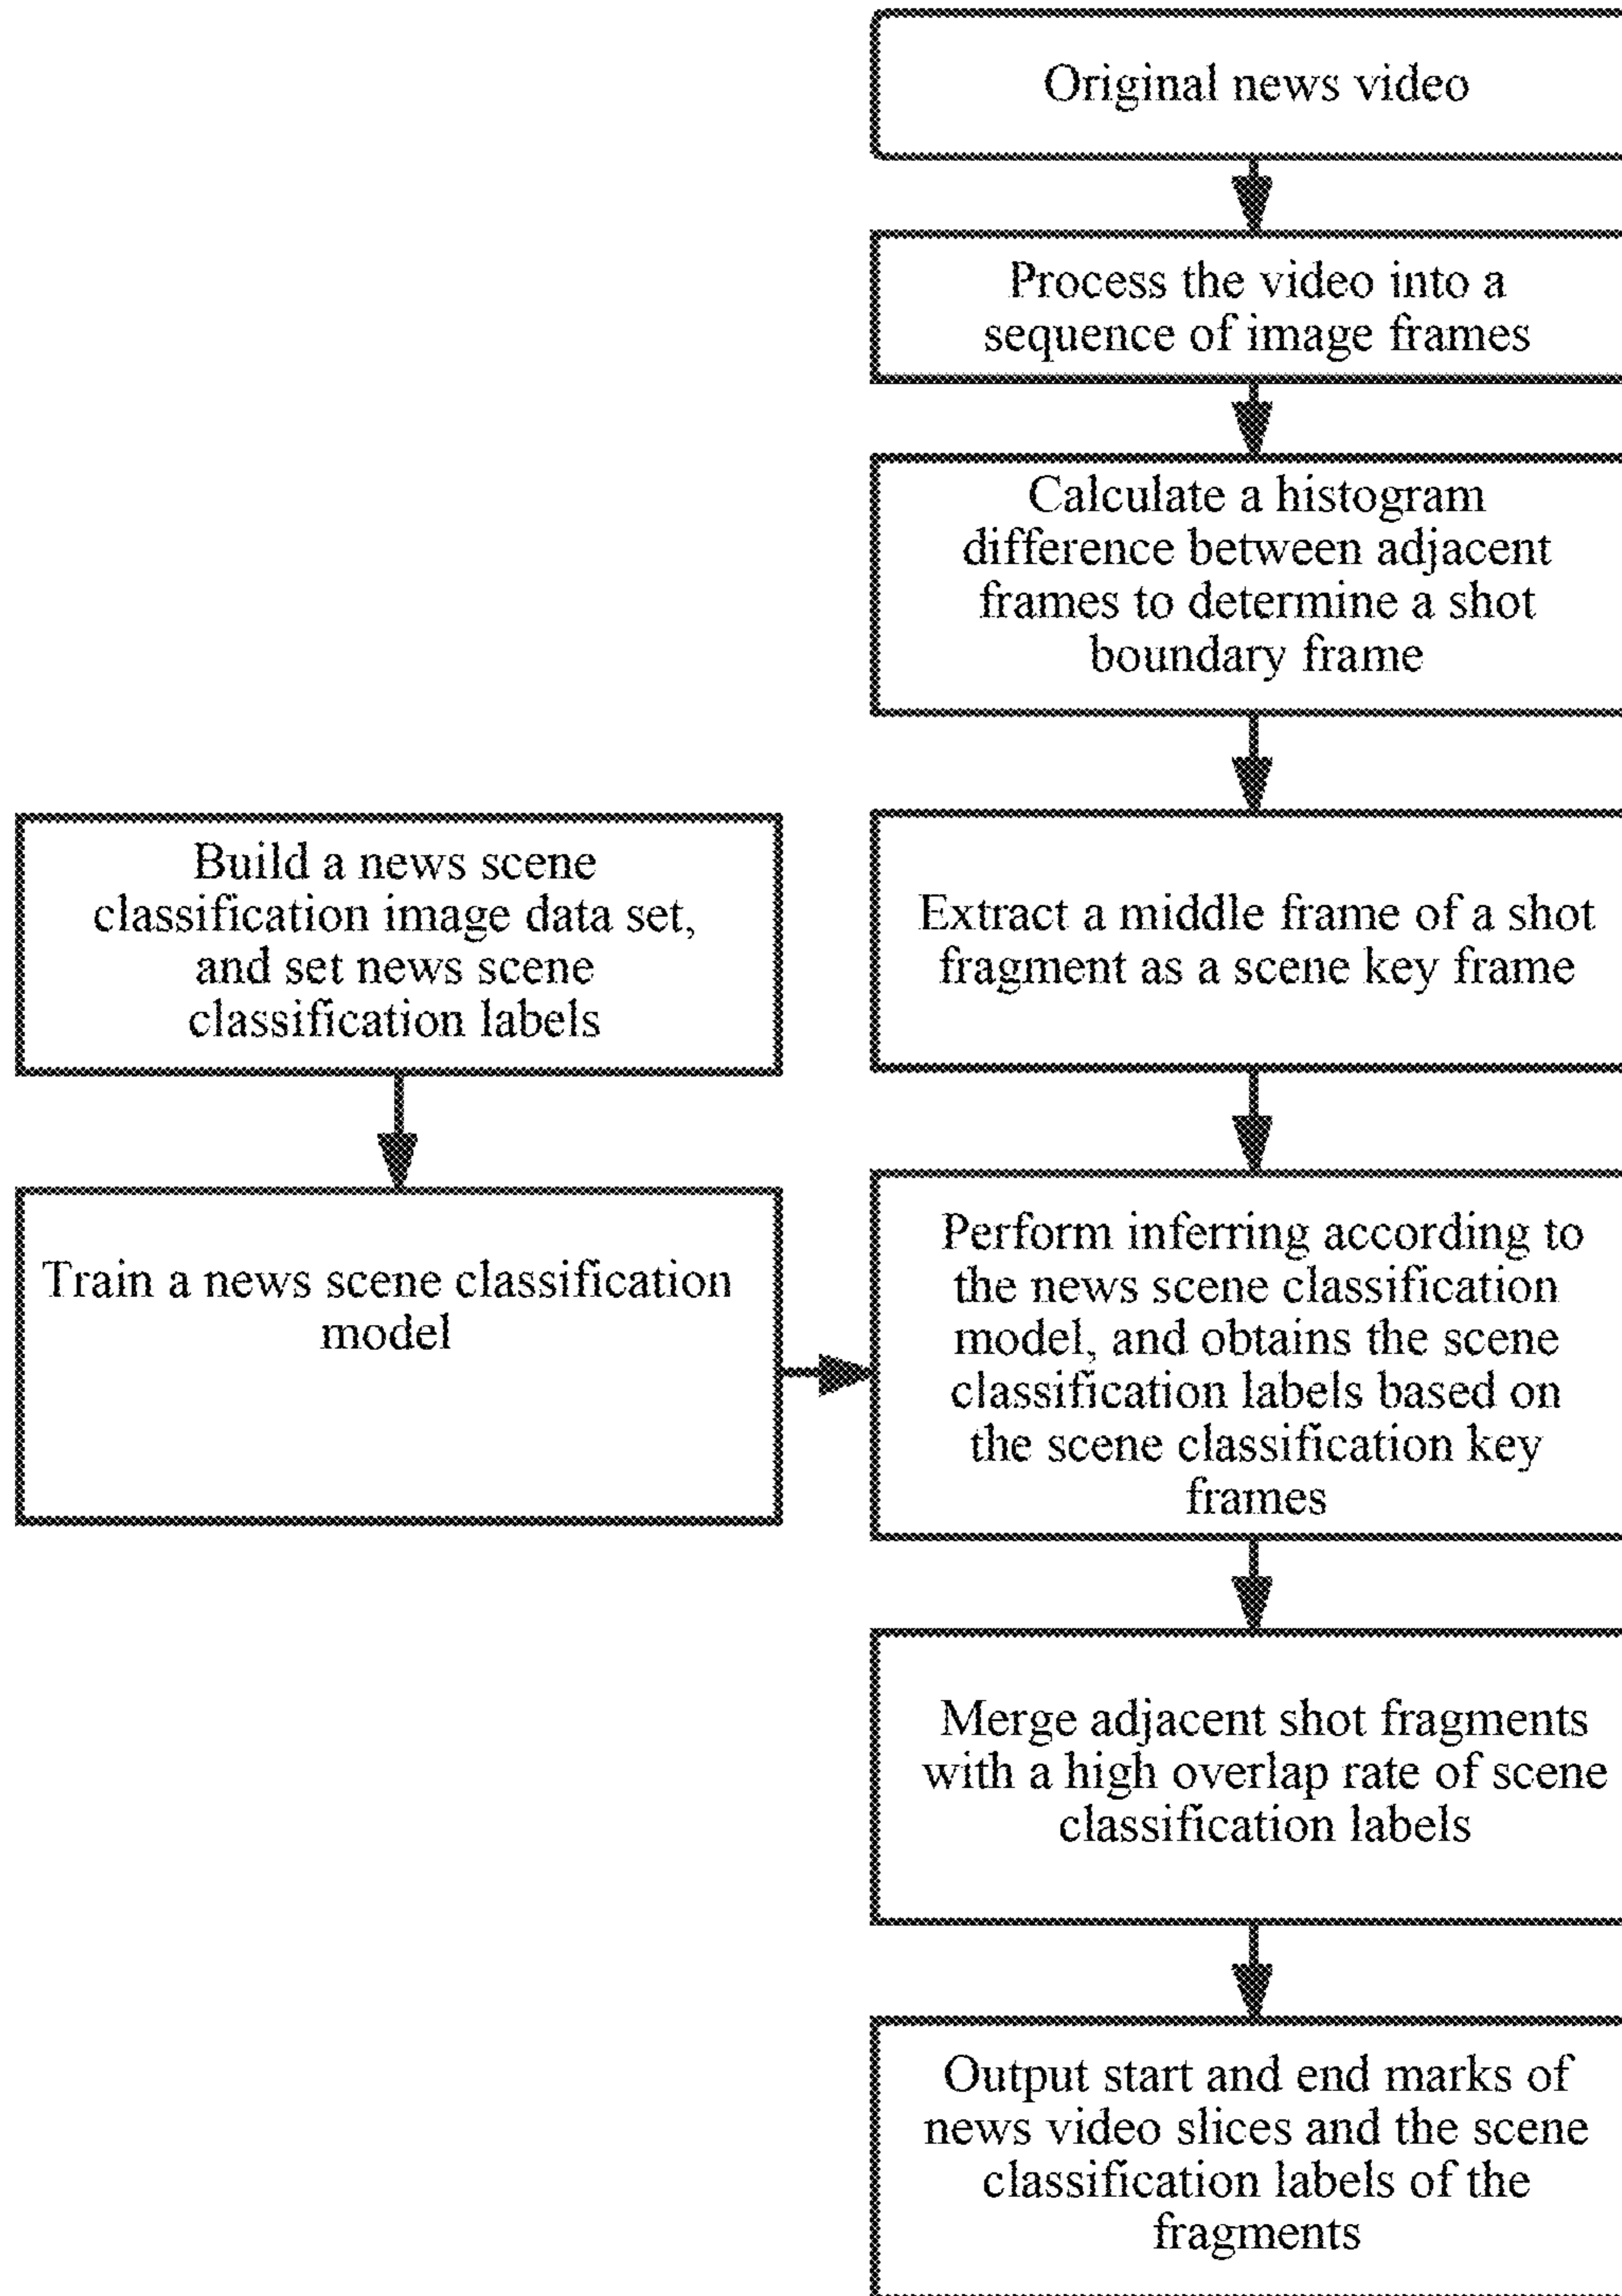 Original news video
Process the video into a
sequence of image frames
Calculate a histogram
difference between adjacent
frames to determine a shot
boundary frame
Build a news scene
classification image data set,
and set news scene
classification labels
Extract a middle frame of a shot
fragment as a scene key frame
Train a news scene classification
model
Perform inferring according to
the news scene classification
model, and obtains the scene
classification labels based on
the scene classification key
frames
Merge adjacent shot fragments
with a high overlap rate of scene
classification labels
Output start and end marks of
news video slices and the scene
classification labels of the
fragments